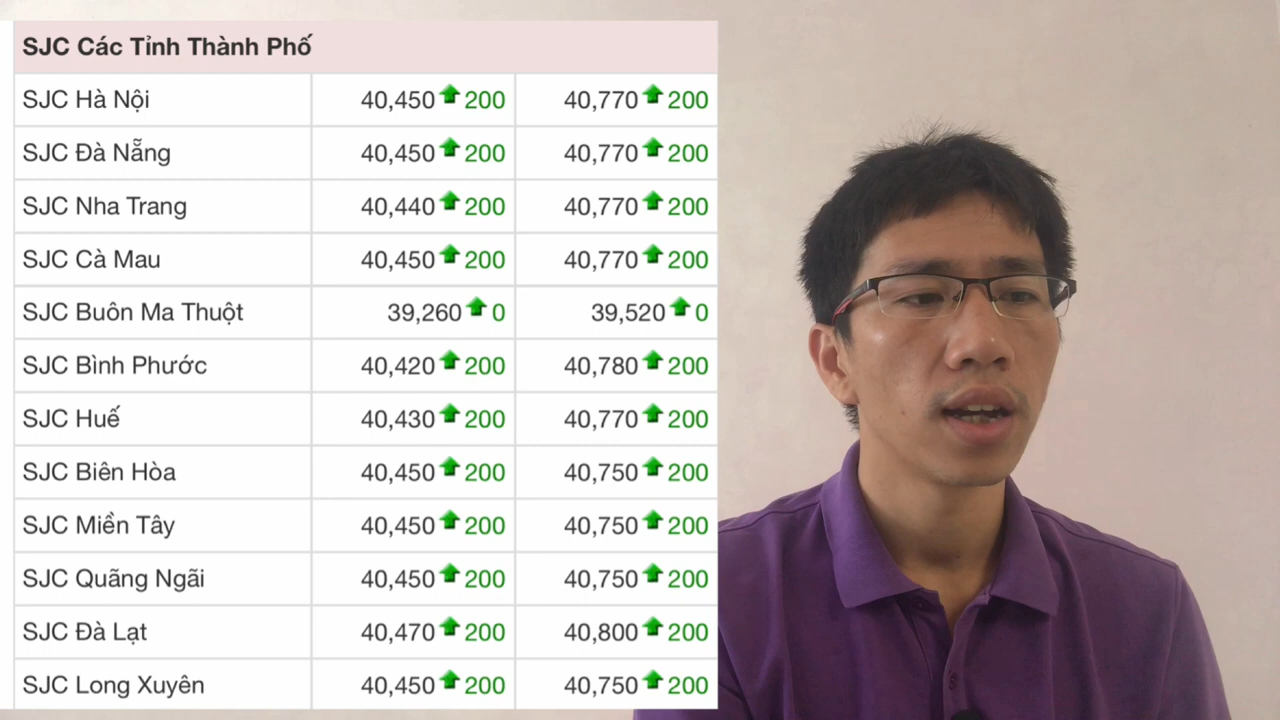 SJC Các Tỉnh Thành Phố
SJC Hà Nội 40,450 200 40,770 200
SJC Đà Nẵng 40,450 200 40,770 200
SJC Nha Trang 40,440 200 40,770 200
SJC Cà Mau 40,450 200 40,770 200
SJC Buôn Ma Thuột 39,260 0 39,520 0
SJC Bình Phước 40,420 200 40,780 200
SJC Huế 40,430 200 40,770 200
SJC Biên Hòa 40,450 200 40,750 200
SJC Miền Tây 40,450 200 40,750 200
SJC Quãng Ngãi 40,450 200 40,750 200
SJC Đà Lạt 40,470 200 40,800 200
SJC Long Xuyên 40,450 200 40,750 200